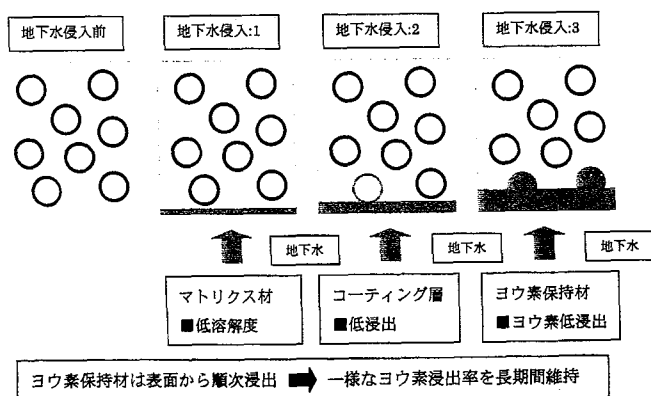 地下水侵入前
地下水侵入:1
地下水侵入:2
地下水侵入:3
地下水
地下水
地下水
マトリクス材
■低溶解度
コーティング層
■低浸出
ヨウ素保持材
■ヨウ素低浸出
ヨウ素保持材は表面から順次浸出 ➡ 一様なヨウ素浸出率を長期間維持